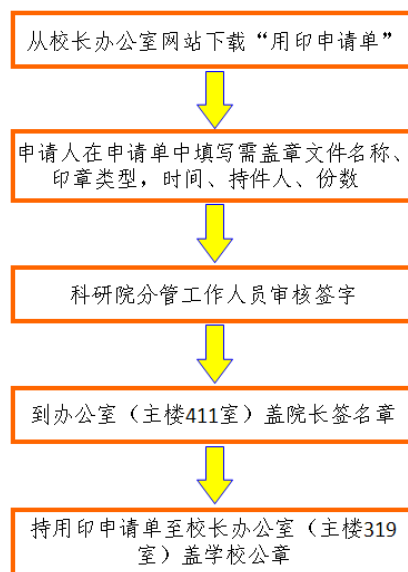 从校长办公室网站下载“用印申请单”
申请人在申请单中填写需盖章文件名称、
印章类型，时间、持件人、份数
科研院分管工作人员审核签字
到办公室（主楼411室）盖院长签名章
持用印申请单至校长办公室（主楼319
室）盖学校公章